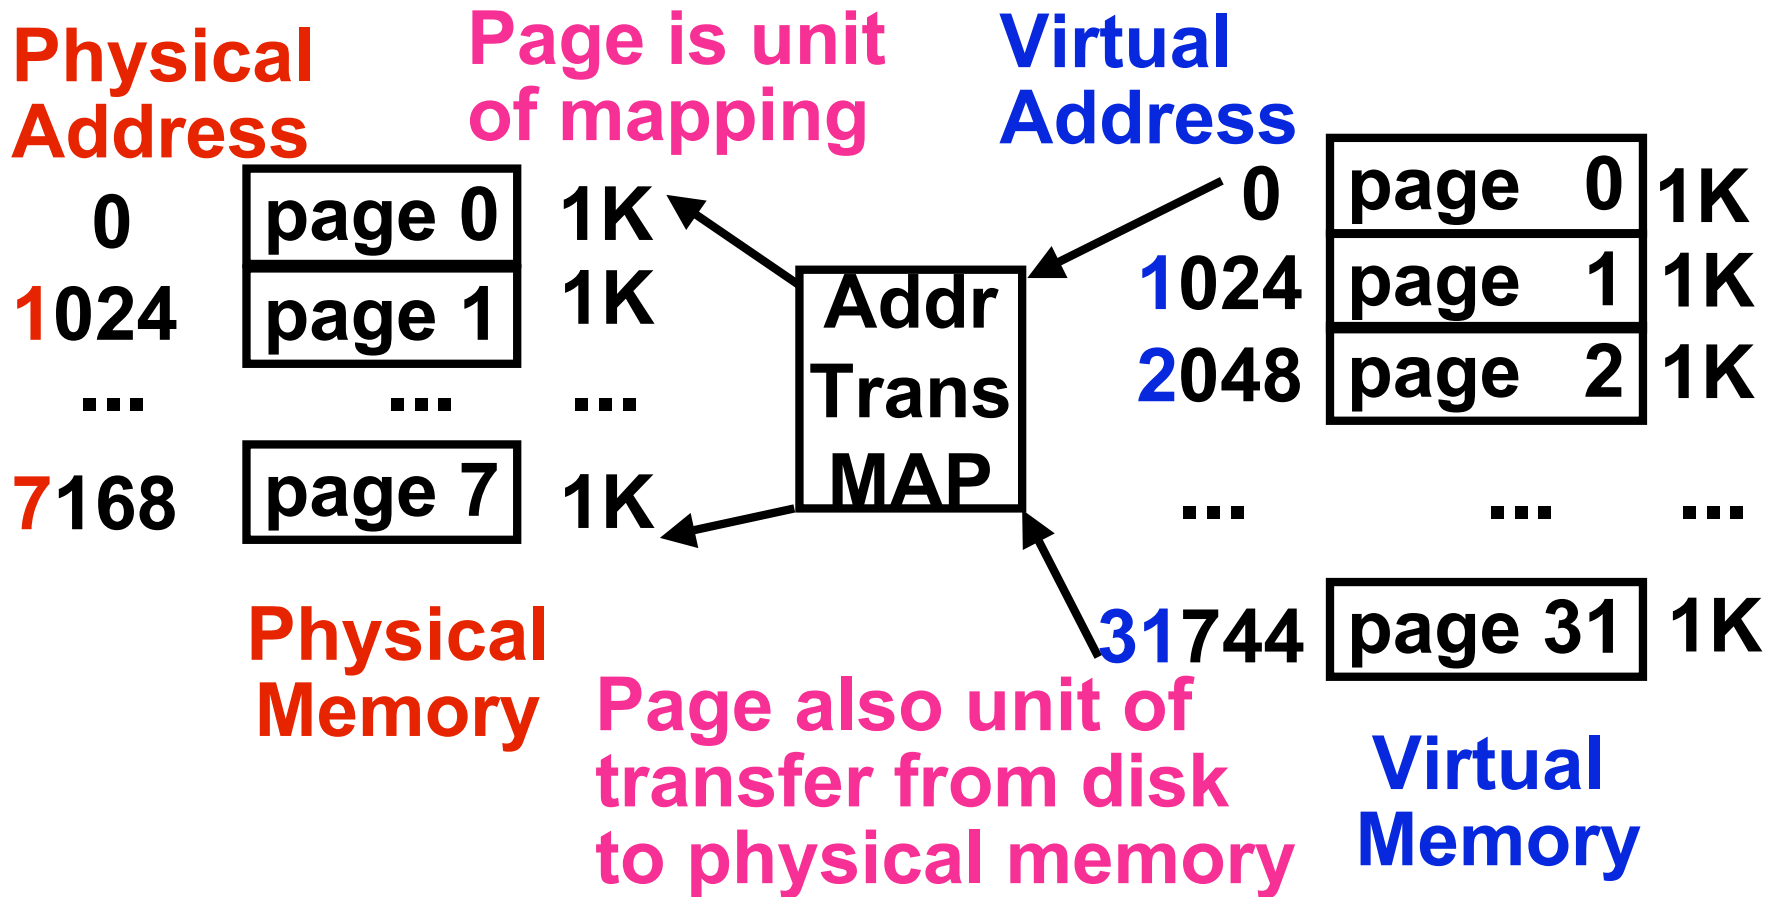 Physical
Address
Page is unit
of mapping
Virtual
Address
0 page 0 1K
1024 page 1 1K
... ... ...
7168 page 7 1K
Physical
Memory
Addr
Trans
MAP
0 page 0 1K
1024 page 1 1K
2048 page 2 1K
... ... ...
31744 page 31 1K
Virtual
Memory
Page also unit of
transfer from disk
to physical memory